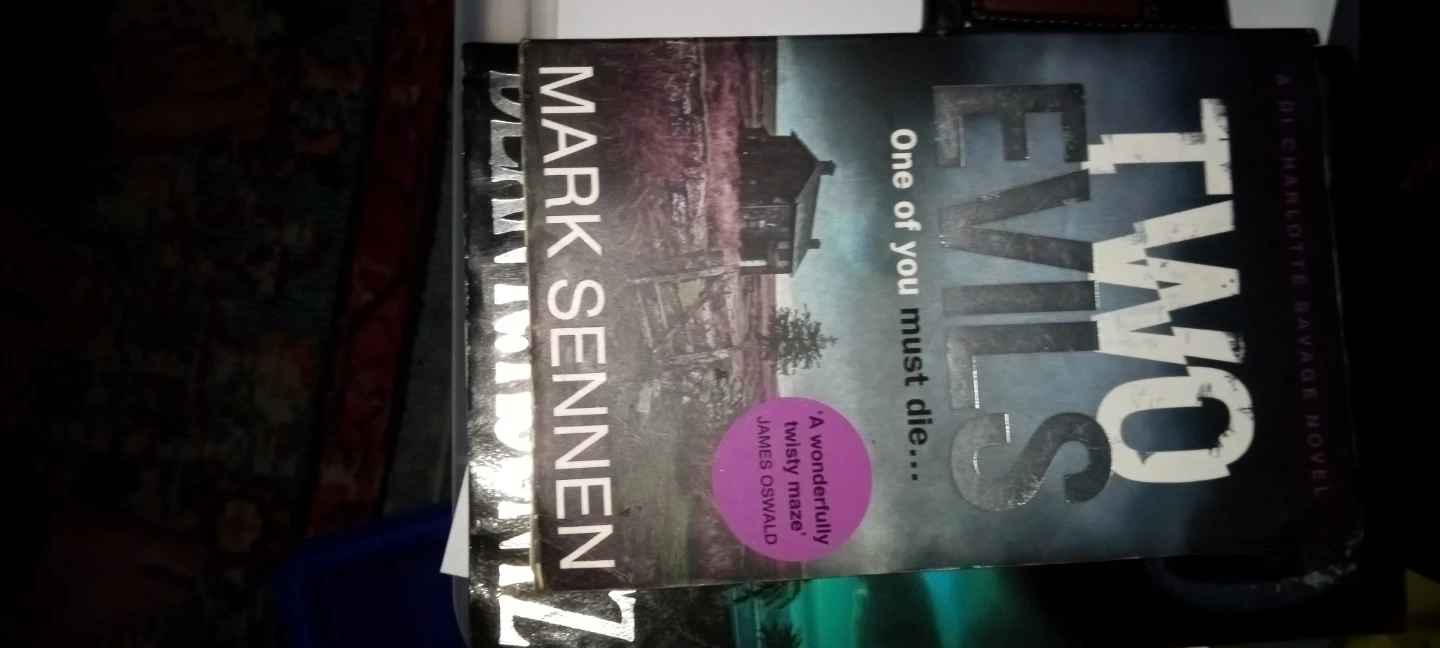 A DI CHARLOTTE SAVAGE NOVEL
TWO
EVILS
One of you must die...
'A wonderfully
twisty maze'
JAMES OSWALD
MARK SENNEN